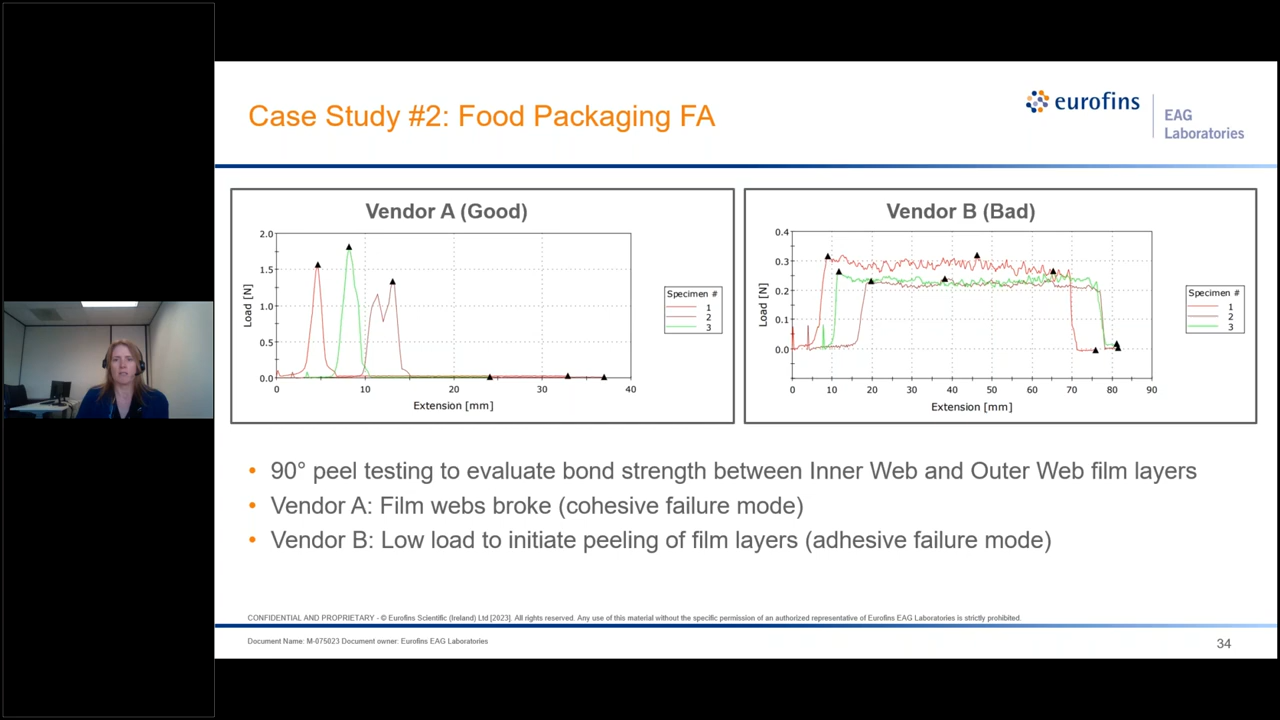 Case Study #2: Food Packaging FA
eurofins
EAG
Laboratories
Vendor A (Good)
2.0
1.5
1.0
0.5
0.0
Load [N]
0 10 20 30 40
Extension [mm]
Specimen #
1
2
3
Vendor B (Bad)
0.4
0.3
0.2
0.1
0.0
Load [N]
0 10 20 30 40 50 60 70 80 90
Extension [mm]
Specimen #
1
2
3
• 90° peel testing to evaluate bond strength between Inner Web and Outer Web film layers
• Vendor A: Film webs broke (cohesive failure mode)
• Vendor B: Low load to initiate peeling of film layers (adhesive failure mode)
CONFIDENTIAL AND PROPRIETARY - © Eurofins Scientific (Ireland) Ltd [2023]. All rights reserved. Any use of this material without the specific permission of an authorized representative of Eurofins EAG Laboratories is strictly prohibited.
Document Name: M-075023 Document owner: Eurofins EAG Laboratories
34